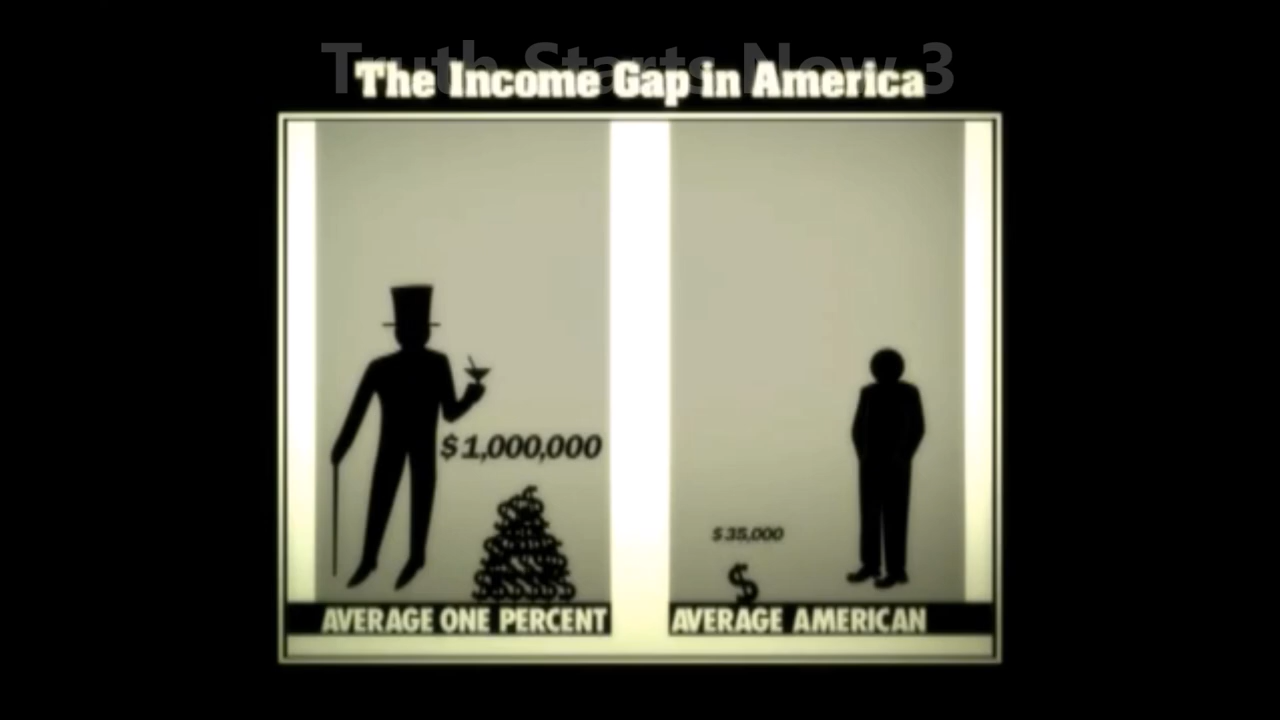 Truth Starts Now 3
The Income Gap in America
$1,000,000
$35,000
$
AVERAGE ONE PERCENT
AVERAGE AMERICAN